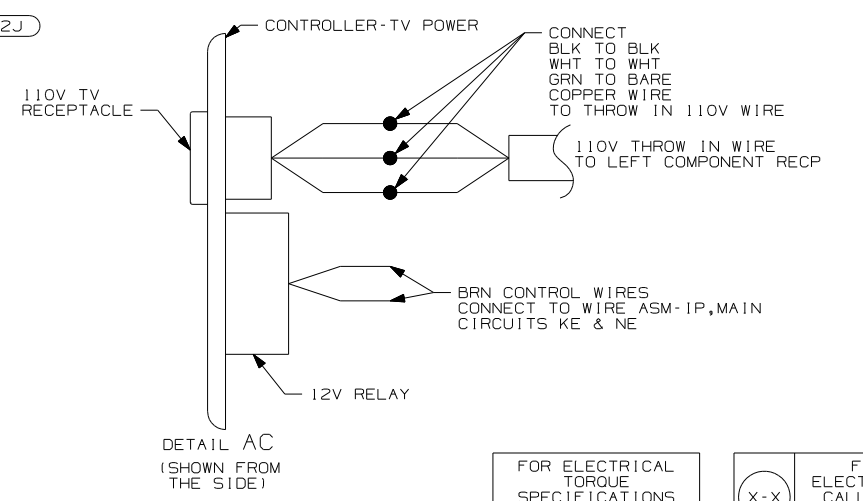 2J
CONTROLLER-TV POWER
CONNECT
BLK TO BLK
WHT TO WHT
GRN TO BARE
COPPER WIRE
TO THROW IN 110V WIRE
110V TV
RECEPTACLE
110V THROW IN WIRE
TO LEFT COMPONENT RECP
BRN CONTROL WIRES
CONNECT TO WIRE ASM-IP,MAIN
CIRCUITS KE & NE
12V RELAY
DETAIL AC
(SHOWN FROM
THE SIDE)
FOR ELECTRICAL
TORQUE
SPECIFICATIONS
X-X